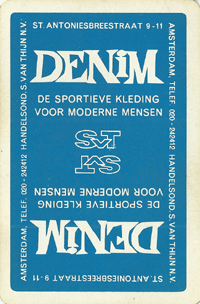 ST. ANTONIESBREESTRAAT 9-11
DENIM
DE SPORTIEVE KLEDING
VOOR MODERNE MENSEN
SvT
AMSTERDAM, TELEF. 020-242412 HANDELSOND. S. VAN THIJN N.V.
AMSTERDAM, TELEF. 020-242412 HANDELSOND. S. VAN THIJN N.V.
SvT
VOOR MODERNE MENSEN
DE SPORTIEVE KLEDING
DENIM
ST. ANTONIESBREESTRAAT 9-11